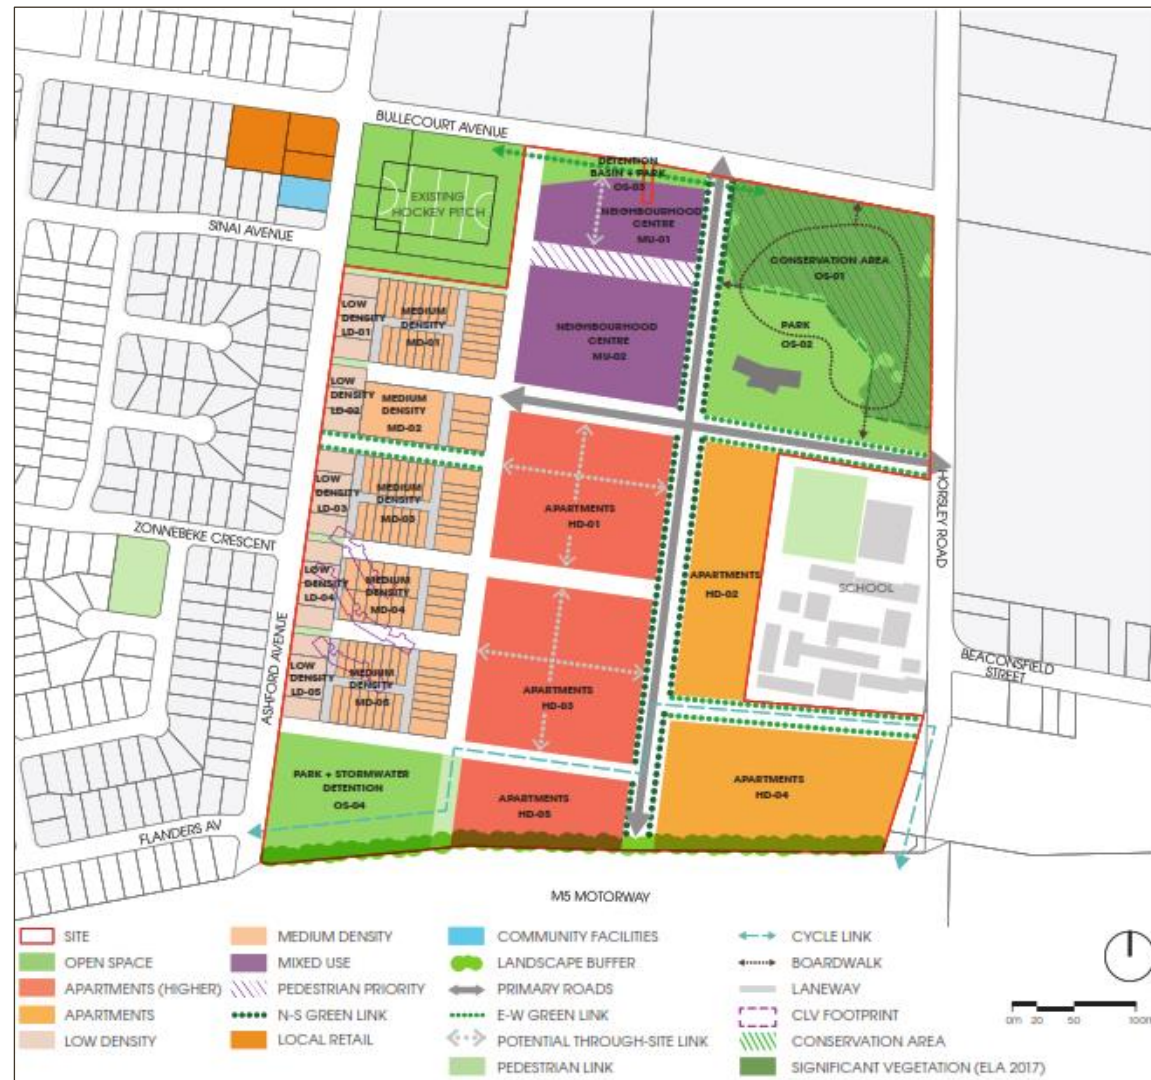 BULLECOURT AVENUE
DETENTION
BASIN + PARK
OS-03
EXISTING
HOCKEY PITCH
NEIGHBOURHOOD
CENTRE
MU-01
SINAI AVENUE
CONSERVATION AREA
OS-01
LOW
DENSITY
LD-01
MEDIUM
DENSITY
MD-01
NEIGHBOURHOOD
CENTRE
MU-02
PARK
OS-02
LOW
DENSITY
LD-02
MEDIUM
DENSITY
MD-02
LOW
DENSITY
LD-03
MEDIUM
DENSITY
MD-03
APARTMENTS
HD-01
HORSLEY ROAD
ZONNEBEKE CRESCENT
LOW
DENSITY
LD-04
MEDIUM
DENSITY
MD-04
APARTMENTS
HD-02
SCHOOL
ASHFORD AVENUE
LOW
DENSITY
LD-05
MEDIUM
DENSITY
MD-05
APARTMENTS
HD-03
BEACONSFIELD
STREET
PARK + STORMWATER
DETENTION
OS-04
APARTMENTS
HD-05
APARTMENTS
HD-04
FLANDERS AV
M5 MOTORWAY
SITE
OPEN SPACE
APARTMENTS (HIGHER)
APARTMENTS
LOW DENSITY
MEDIUM DENSITY
MIXED USE
PEDESTRIAN PRIORITY
N-S GREEN LINK
LOCAL RETAIL
COMMUNITY FACILITIES
LANDSCAPE BUFFER
PRIMARY ROADS
E-W GREEN LINK
POTENTIAL THROUGH-SITE LINK
PEDESTRIAN LINK
CYCLE LINK
BOARDWALK
LANEWAY
CLV FOOTPRINT
CONSERVATION AREA
SIGNIFICANT VEGETATION (ELA 2017)
0m 20 50 100m